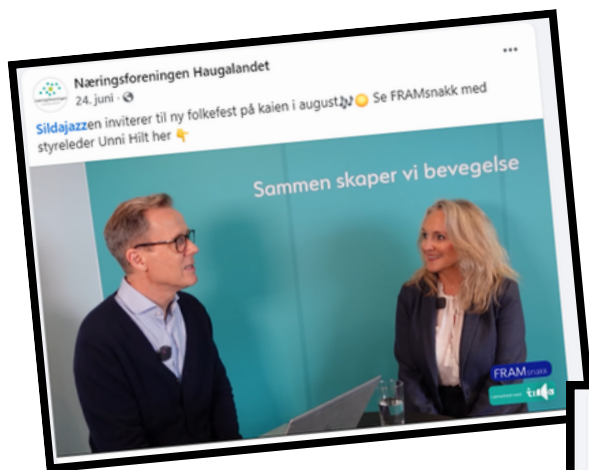 Næringsforeningen Haugalandet
24. juni ·
Sildajazzen inviterer til ny folkefest på kaien i august🎶🌞 Se FRAMsnakk med
styreleder Unni Hilt her 👇
Sammen skaper vi bevegelse
FRAMsnakk